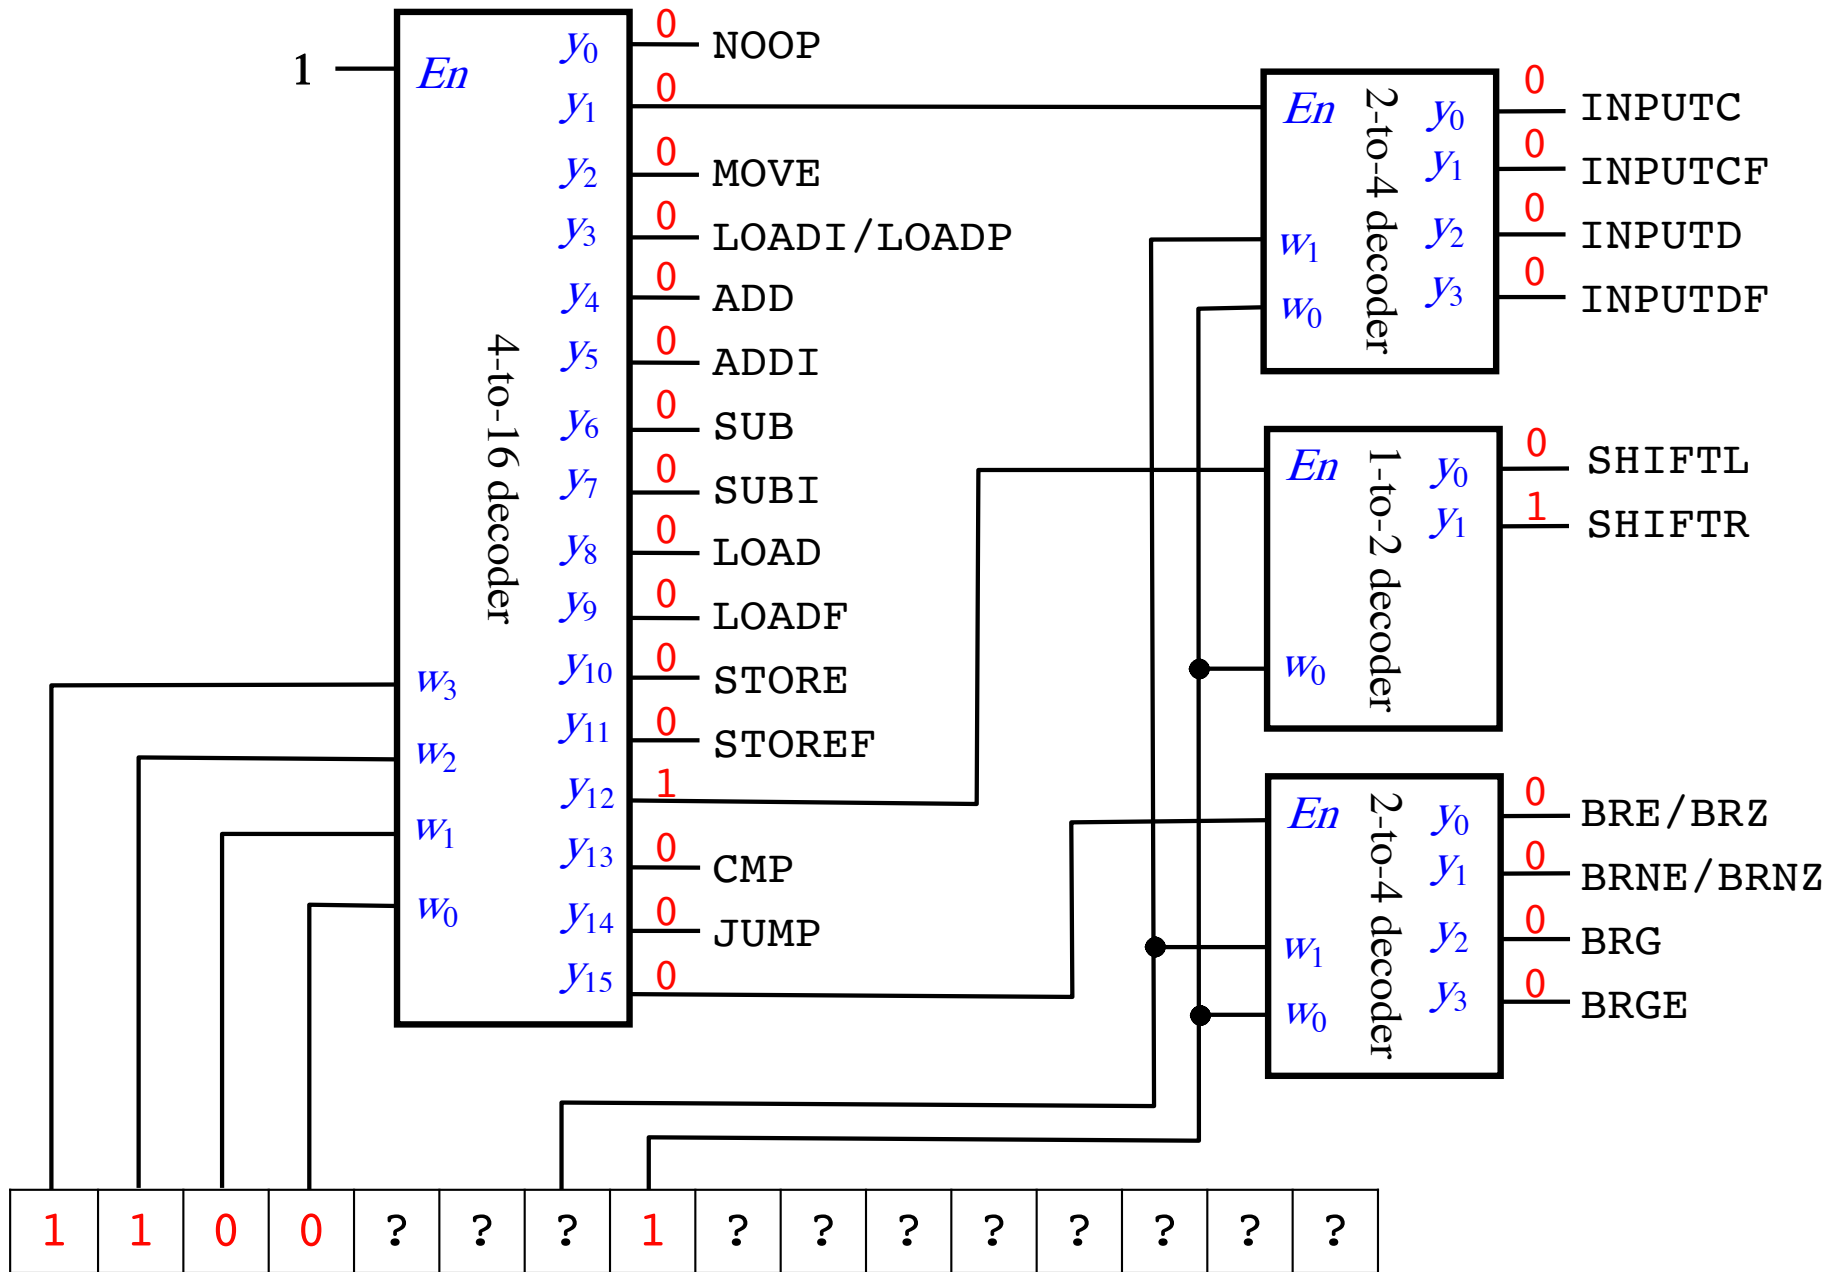 1
En
4-to-16 decoder
w3
w2
w1
w0
y0 0 NOOP
y1 0
y2 0 MOVE
y3 0 LOADI/LOADP
y4 0 ADD
y5 0 ADDI
y6 0 SUB
y7 0 SUBI
y8 0 LOAD
y9 0 LOADF
y10 0 STORE
y11 0 STOREF
y12 1
y13 0 CMP
y14 0 JUMP
y15 0
En
w1
w0
2-to-4 decoder
y0 0 INPUTC
y1 0 INPUTCF
y2 0 INPUTD
y3 0 INPUTDF
En
w0
1-to-2 decoder
y0 0 SHIFTL
y1 1 SHIFTR
En
w1
w0
2-to-4 decoder
y0 0 BRE/BRZ
y1 0 BRNE/BRNZ
y2 0 BRG
y3 0 BRGE
1 1 0 0 ? ? ? 1 ? ? ? ? ? ? ? ?